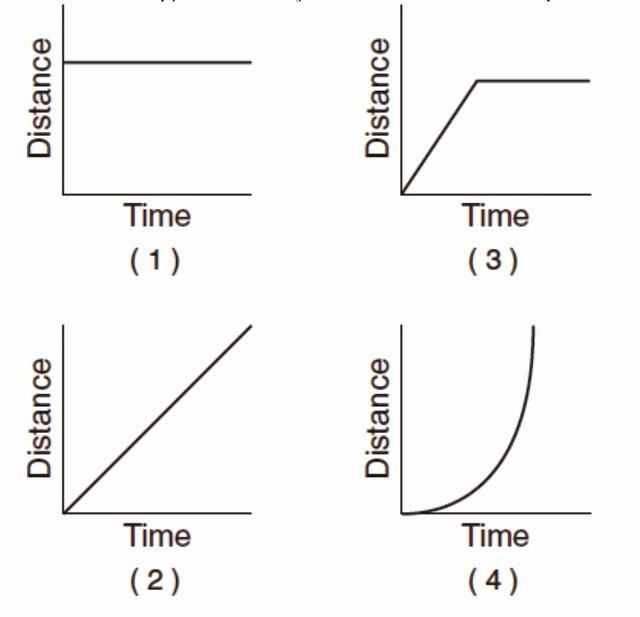 Distance
Time
( 1 )
Distance
Time
( 3 )
Distance
Time
( 2 )
Distance
Time
( 4 )